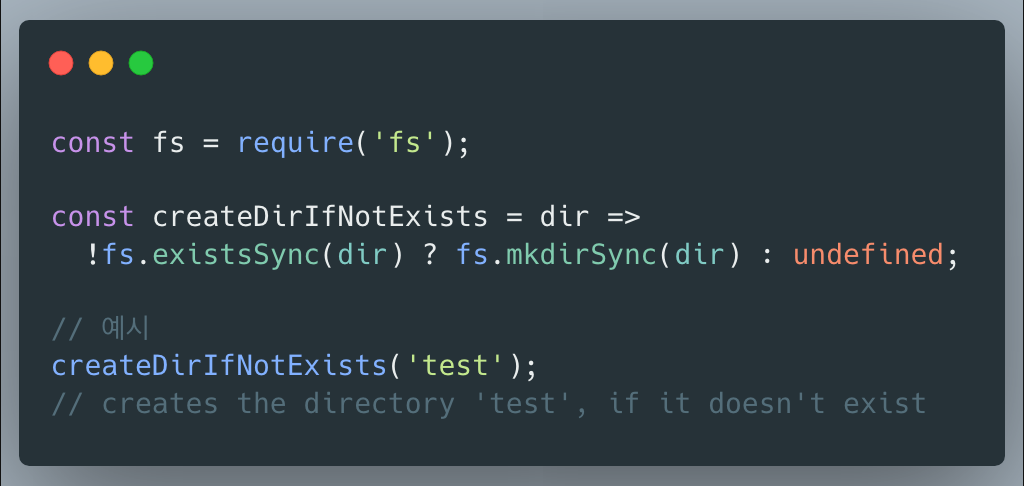 const fs = require('fs');
const createDirIfNotExists = dir =>
!fs.existsSync(dir) ? fs.mkdirSync(dir) : undefined;
// 예시
createDirIfNotExists('test');
// creates the directory 'test', if it doesn't exist